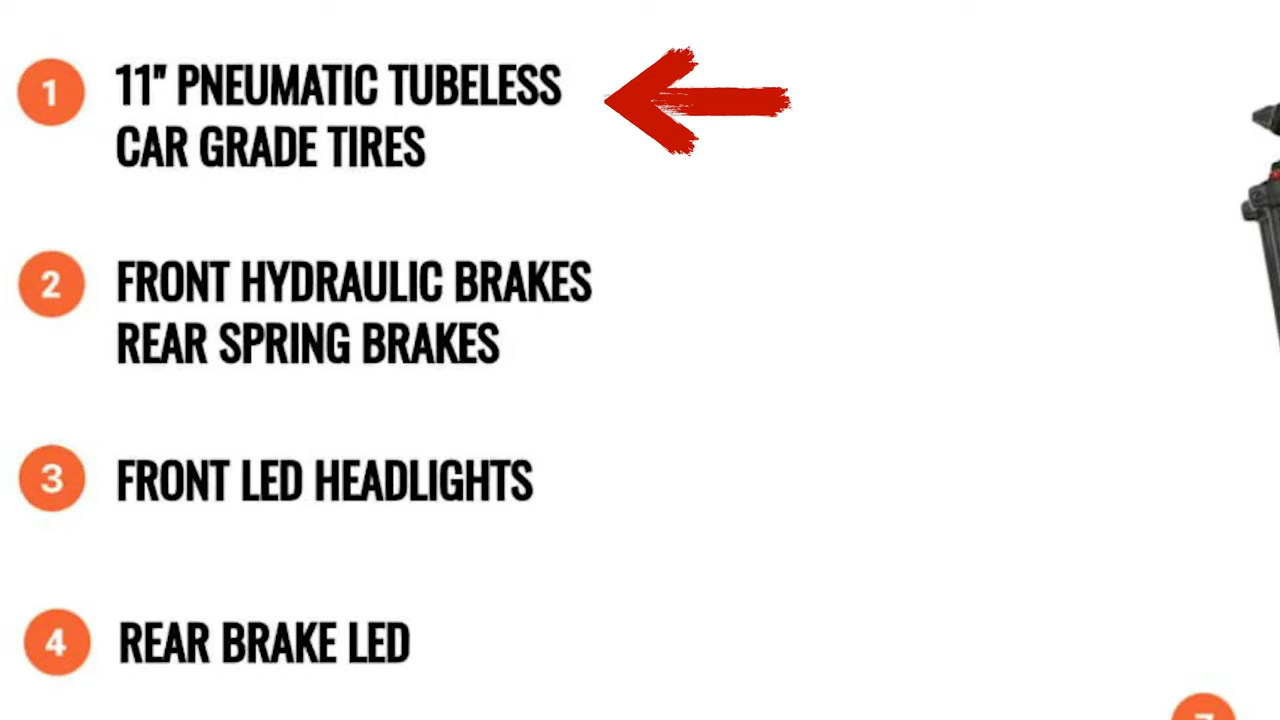 1
11" PNEUMATIC TUBELESS
CAR GRADE TIRES
2
FRONT HYDRAULIC BRAKES
REAR SPRING BRAKES
3
FRONT LED HEADLIGHTS
4
REAR BRAKE LED